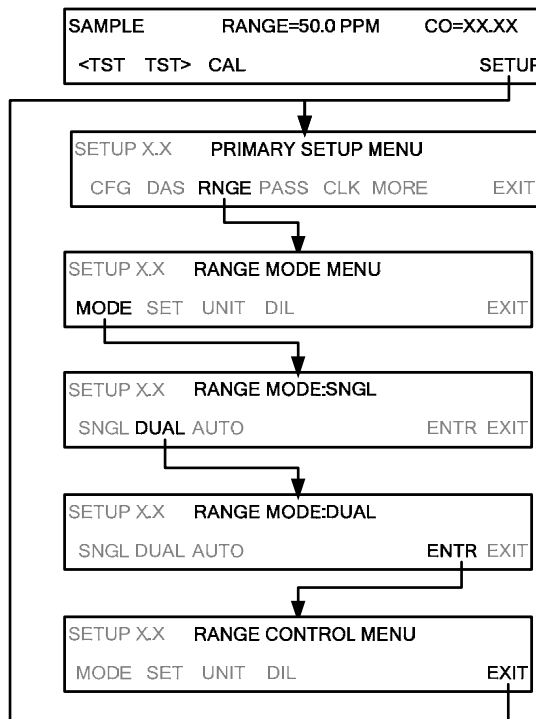 SAMPLE RANGE=50.0 PPM CO=XX.XX
<TST TST> CAL SETUP
SETUP X.X PRIMARY SETUP MENU
CFG DAS RNGE PASS CLK MORE EXIT
SETUP X.X RANGE MODE MENU
MODE SET UNIT DIL EXIT
SETUP X.X RANGE MODE:SNGL
SNGL DUAL AUTO ENTR EXIT
SETUP X.X RANGE MODE:DUAL
SNGL DUAL AUTO ENTR EXIT
SETUP X.X RANGE CONTROL MENU
MODE SET UNIT DIL EXIT